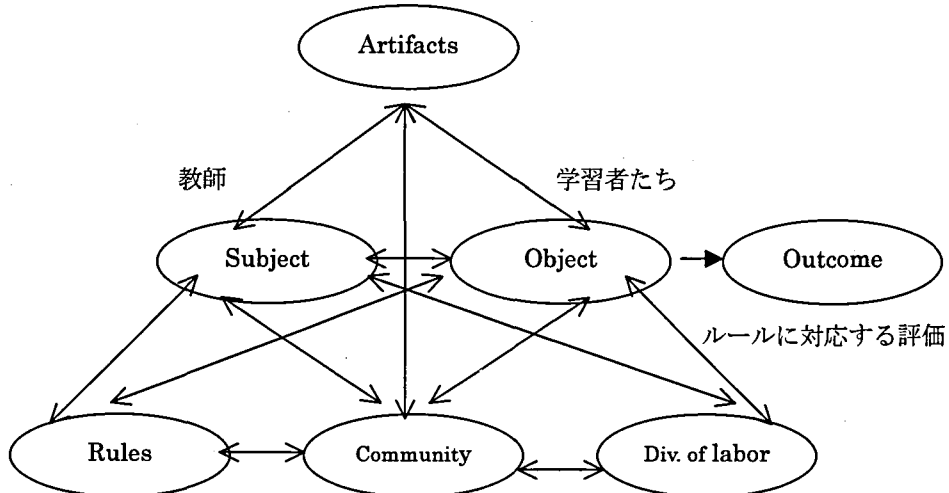 Artifacts
教師
学習者たち
Subject
Object
Outcome
ルールに対応する評価
Rules
Community
Div. of labor